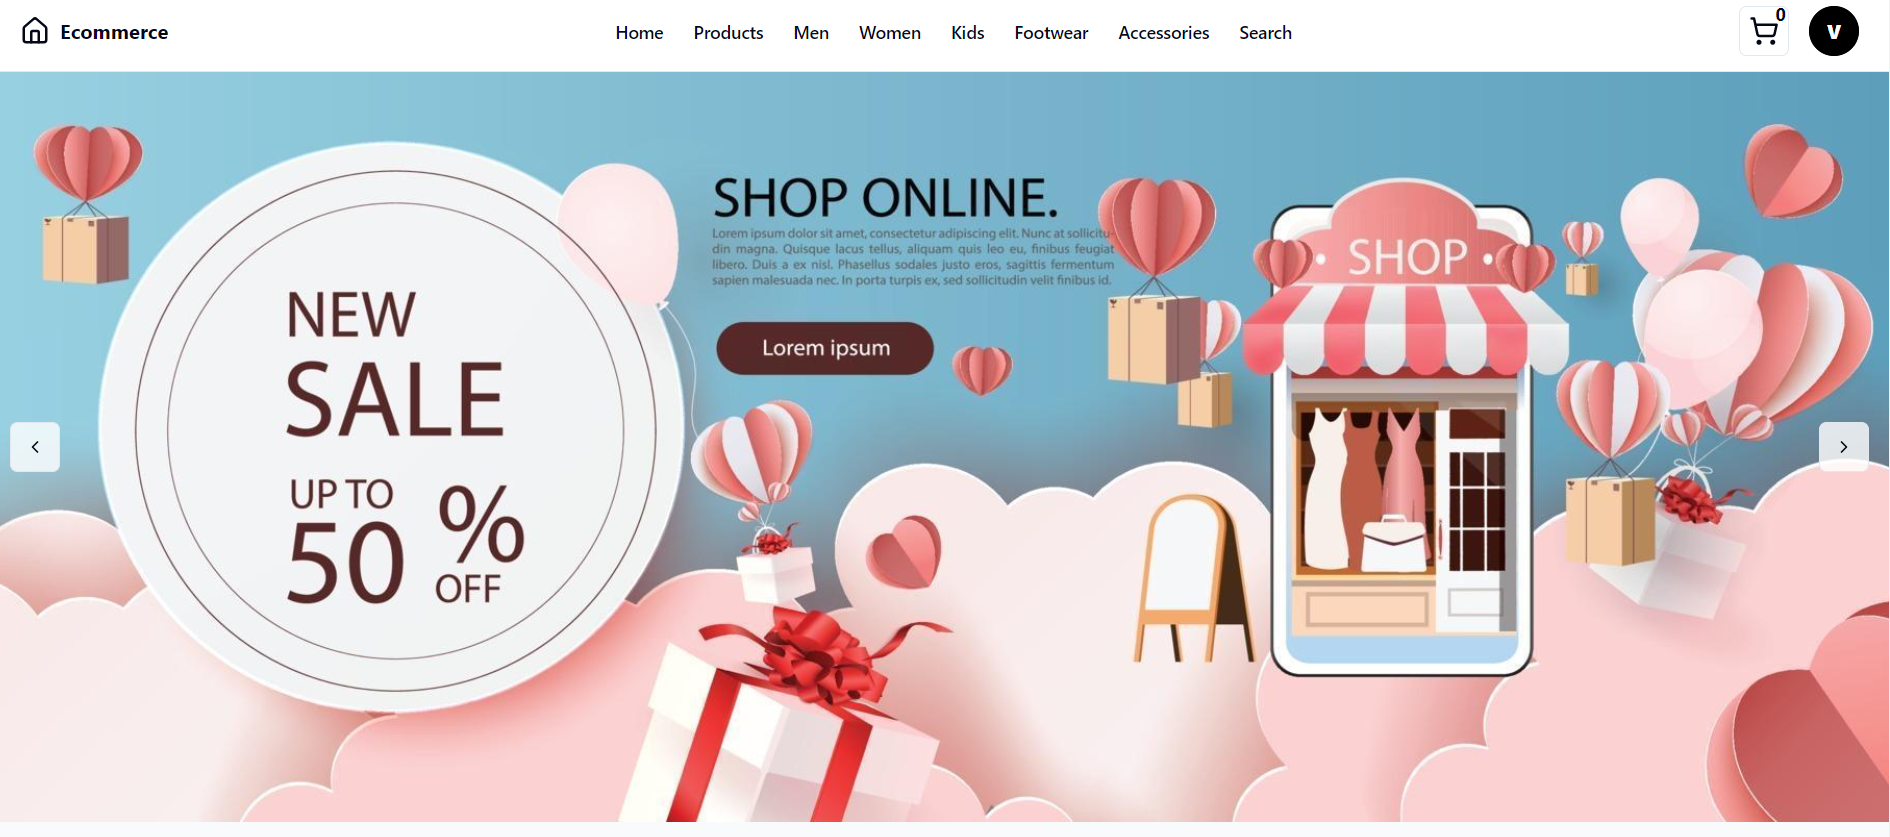 Ecommerce
Home Products Men Women Kids Footwear Accessories Search
0
V
SHOP ONLINE.
Lorem ipsum dolor sit amet, consectetur adipiscing elit. Nunc at sollicitu-
din magna. Quisque lacus tellus, aliquam quis leo eu, finibus feugiat
libero. Duis a ex nisl. Phasellus sodales justo eros, sagittis fermentum
sapien malesuada nec. In porta turpis ex, sed sollicitudin velit finibus id.
Lorem ipsum
NEW
SALE
UP TO
50 %
OFF
SHOP